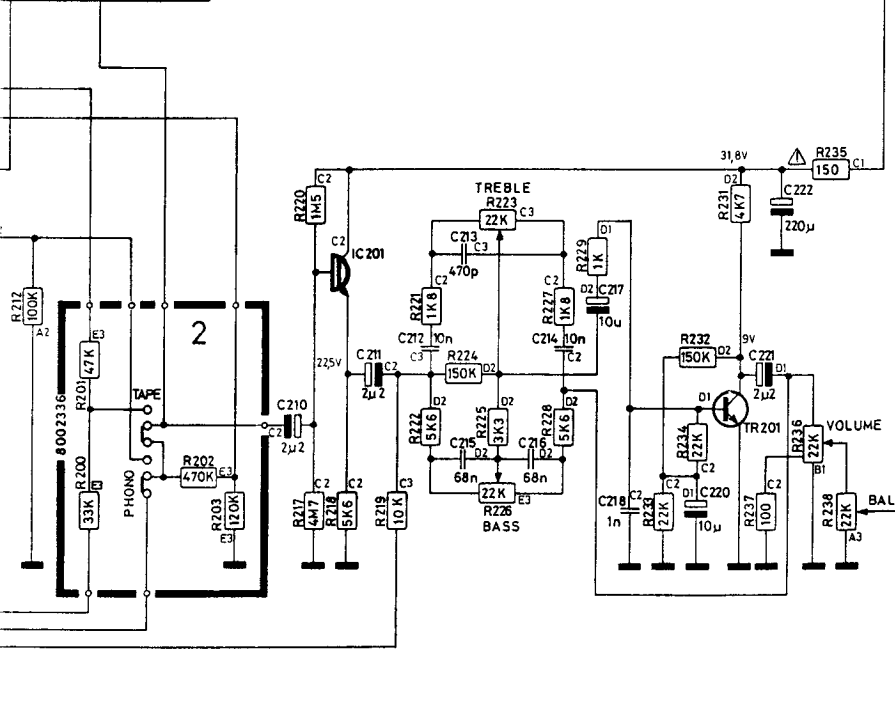 31,8V
R235
150
C1
C2
D2
R220
1M5
TREBLE
R223
22K
C3
R231
4K7
C222
220µ
C2
IC201
C213
C3
470p
D1
R229
1K
R212
100K
A2
2
C2
R221
1K8
C2
R227
1K8
D2
C217
10u
E3
R201
47K
22,5V
C212
10n
C3
C214
10n
C2
R232
150K
D2
9V
C211
C2
2µ2
R224
150K
D2
C221
D1
2µ2
8002336
TAPE
C210
C2
2µ2
D2
R222
5K6
D2
R225
3K3
D2
R228
5K6
D1
TR201
R234
22K
C2
R236
22K
B1
VOLUME
R200
E3
33K
PHONO
R202
470K
E3
R203
120K
E3
C215
D2
68n
C216
D2
68n
R226
22K
E3
BASS
C2
R217
4M7
C2
R218
5K6
C3
R219
10K
C218
C2
1n
C2
R233
22K
D1
C220
10µ
C2
R237
100
R238
22K
A3
BAL